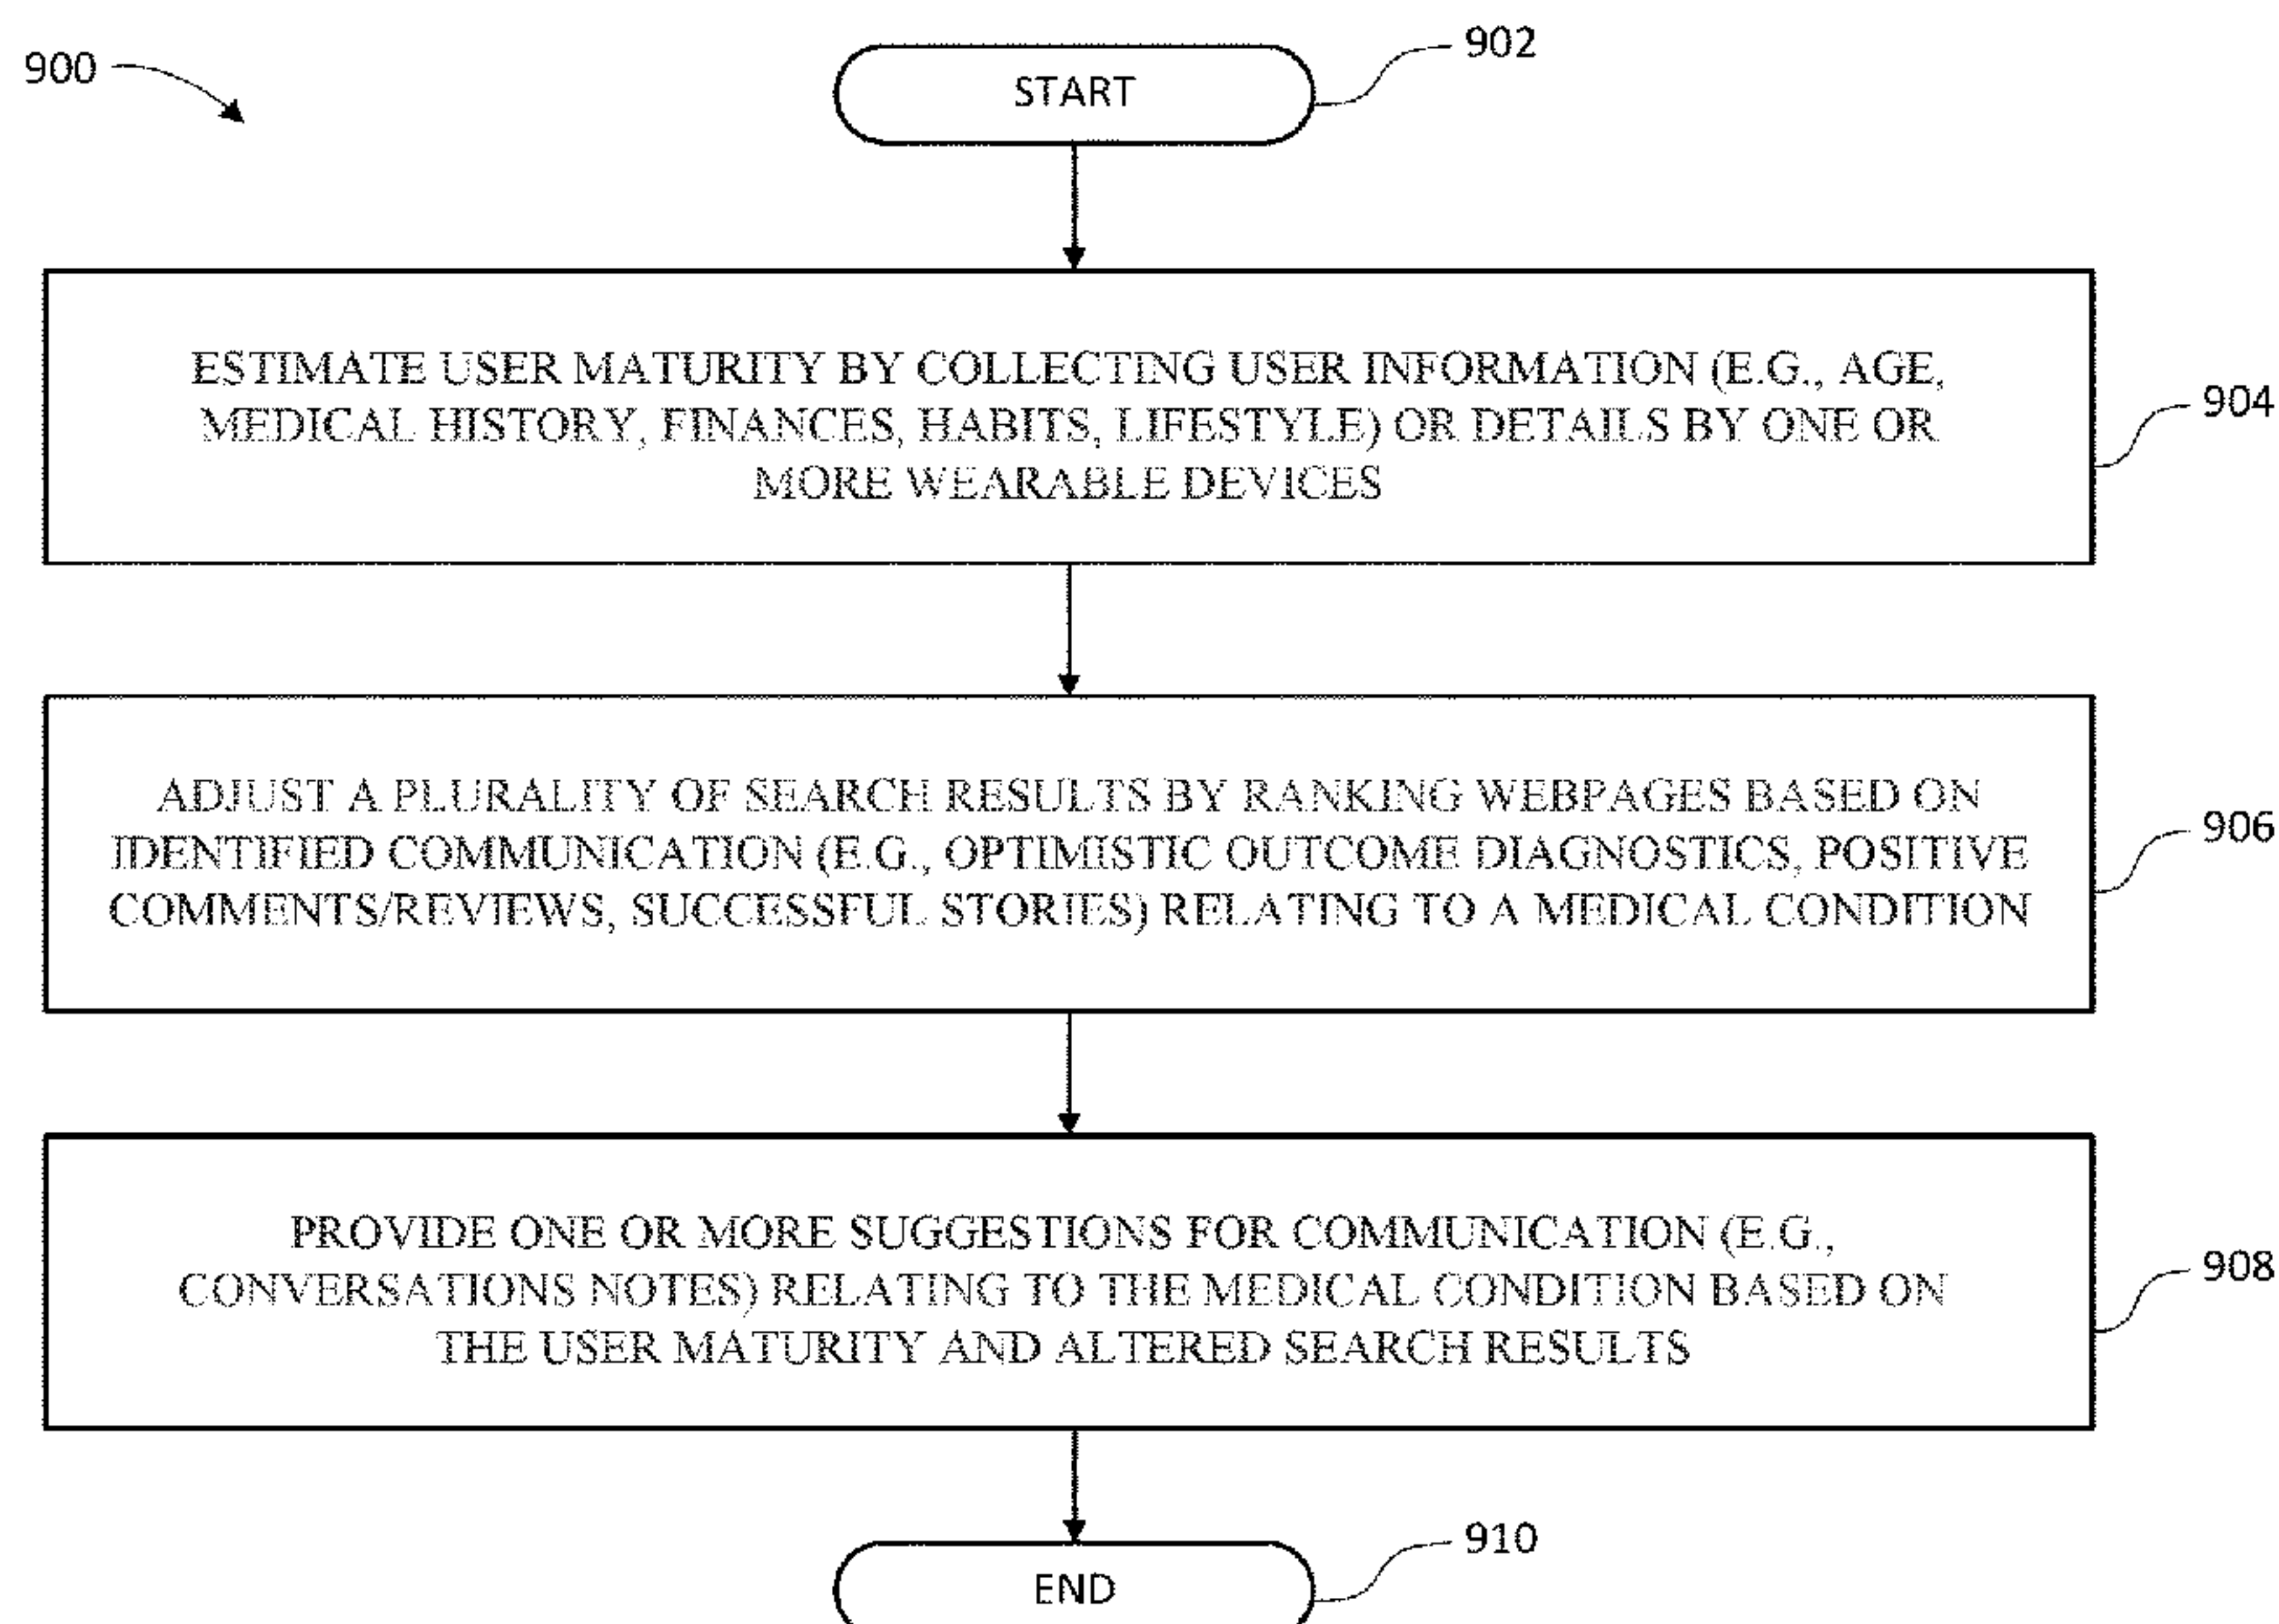 900
START
902
ESTIMATE USER MATURITY BY COLLECTING USER INFORMATION (E.G., AGE,
MEDICAL HISTORY, FINANCES, HABITS, LIFESTYLE) OR DETAILS BY ONE OR
MORE WEARABLE DEVICES
904
ADJUST A PLURALITY OF SEARCH RESULTS BY RANKING WEBPAGES BASED ON
IDENTIFIED COMMUNICATION (E.G., OPTIMISTIC OUTCOME DIAGNOSTICS, POSITIVE
COMMENTS/REVIEWS, SUCCESSFUL STORIES) RELATING TO A MEDICAL CONDITION
906
PROVIDE ONE OR MORE SUGGESTIONS FOR COMMUNICATION (E.G.,
CONVERSATIONS NOTES) RELATING TO THE MEDICAL CONDITION BASED ON
THE USER MATURITY AND ALTERED SEARCH RESULTS
908
END
910